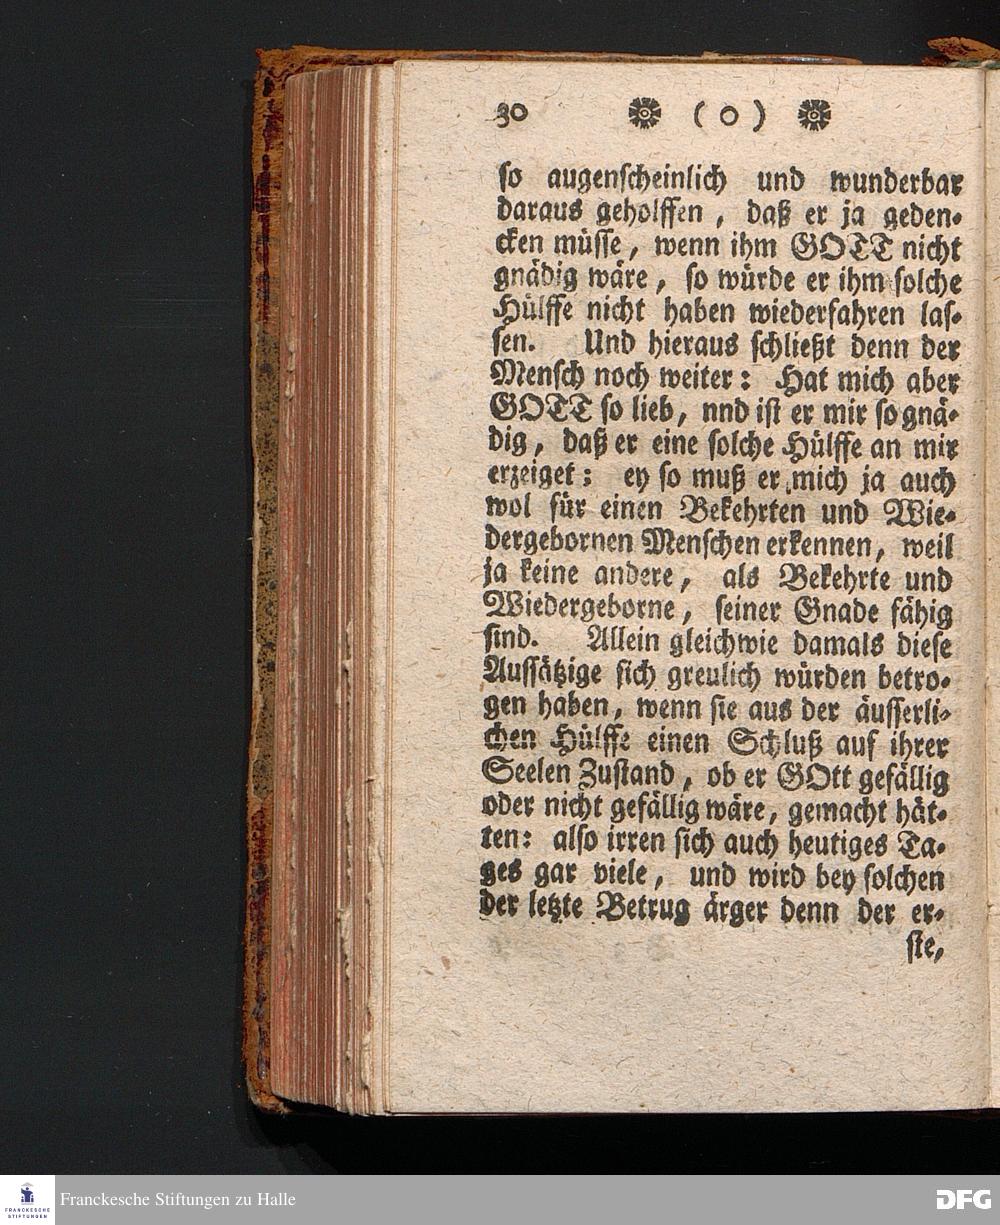 30 ❁ ( o ) ❁
so augenscheinlich und wunderbar
daraus geholffen, daß er ja geden-
cken müsse, wenn ihm GOTT nicht
gnädig wäre, so würde er ihm solche
Hülffe nicht haben wiederfahren las-
sen. Und hieraus schließt denn der
Mensch noch weiter: Hat mich aber
GOTT so lieb, nnd ist er mir so gnä-
dig, daß er eine solche Hülffe an mir
erzeiget; ey so muß er mich ja auch
wol für einen Bekehrten und Wie-
dergebornen Menschen erkennen, weil
ja keine andere, als Bekehrte und
Wiedergeborne, seiner Gnade fähig
sind. Allein gleichwie damals diese
Aussätzige sich greulich würden betro-
gen haben, wenn sie aus der äusserli-
chen Hülffe einen Schluß auf ihrer
Seelen Zustand, ob er GOtt gefällig
oder nicht gefällig wäre, gemacht hät-
ten: also irren sich auch heutiges Ta-
ges gar viele, und wird bey solchen
der letzte Betrug ärger denn der er-
ste,
FRANCKESCHE
STIFTUNGEN
Franckesche Stiftungen zu Halle
DFG